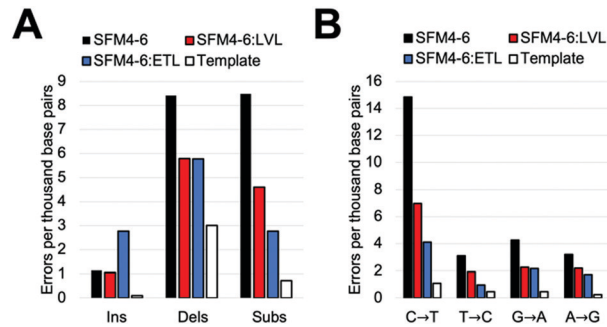 A
SFM4-6 SFM4-6:LVL
SFM4-6:ETL Template
Errors per thousand base pairs
9
8
7
6
5
4
3
2
1
0
Ins Dels Subs
B
SFM4-6 SFM4-6:LVL
SFM4-6:ETL Template
Errors per thousand base pairs
16
14
12
10
8
6
4
2
0
C→T T→C G→A A→G